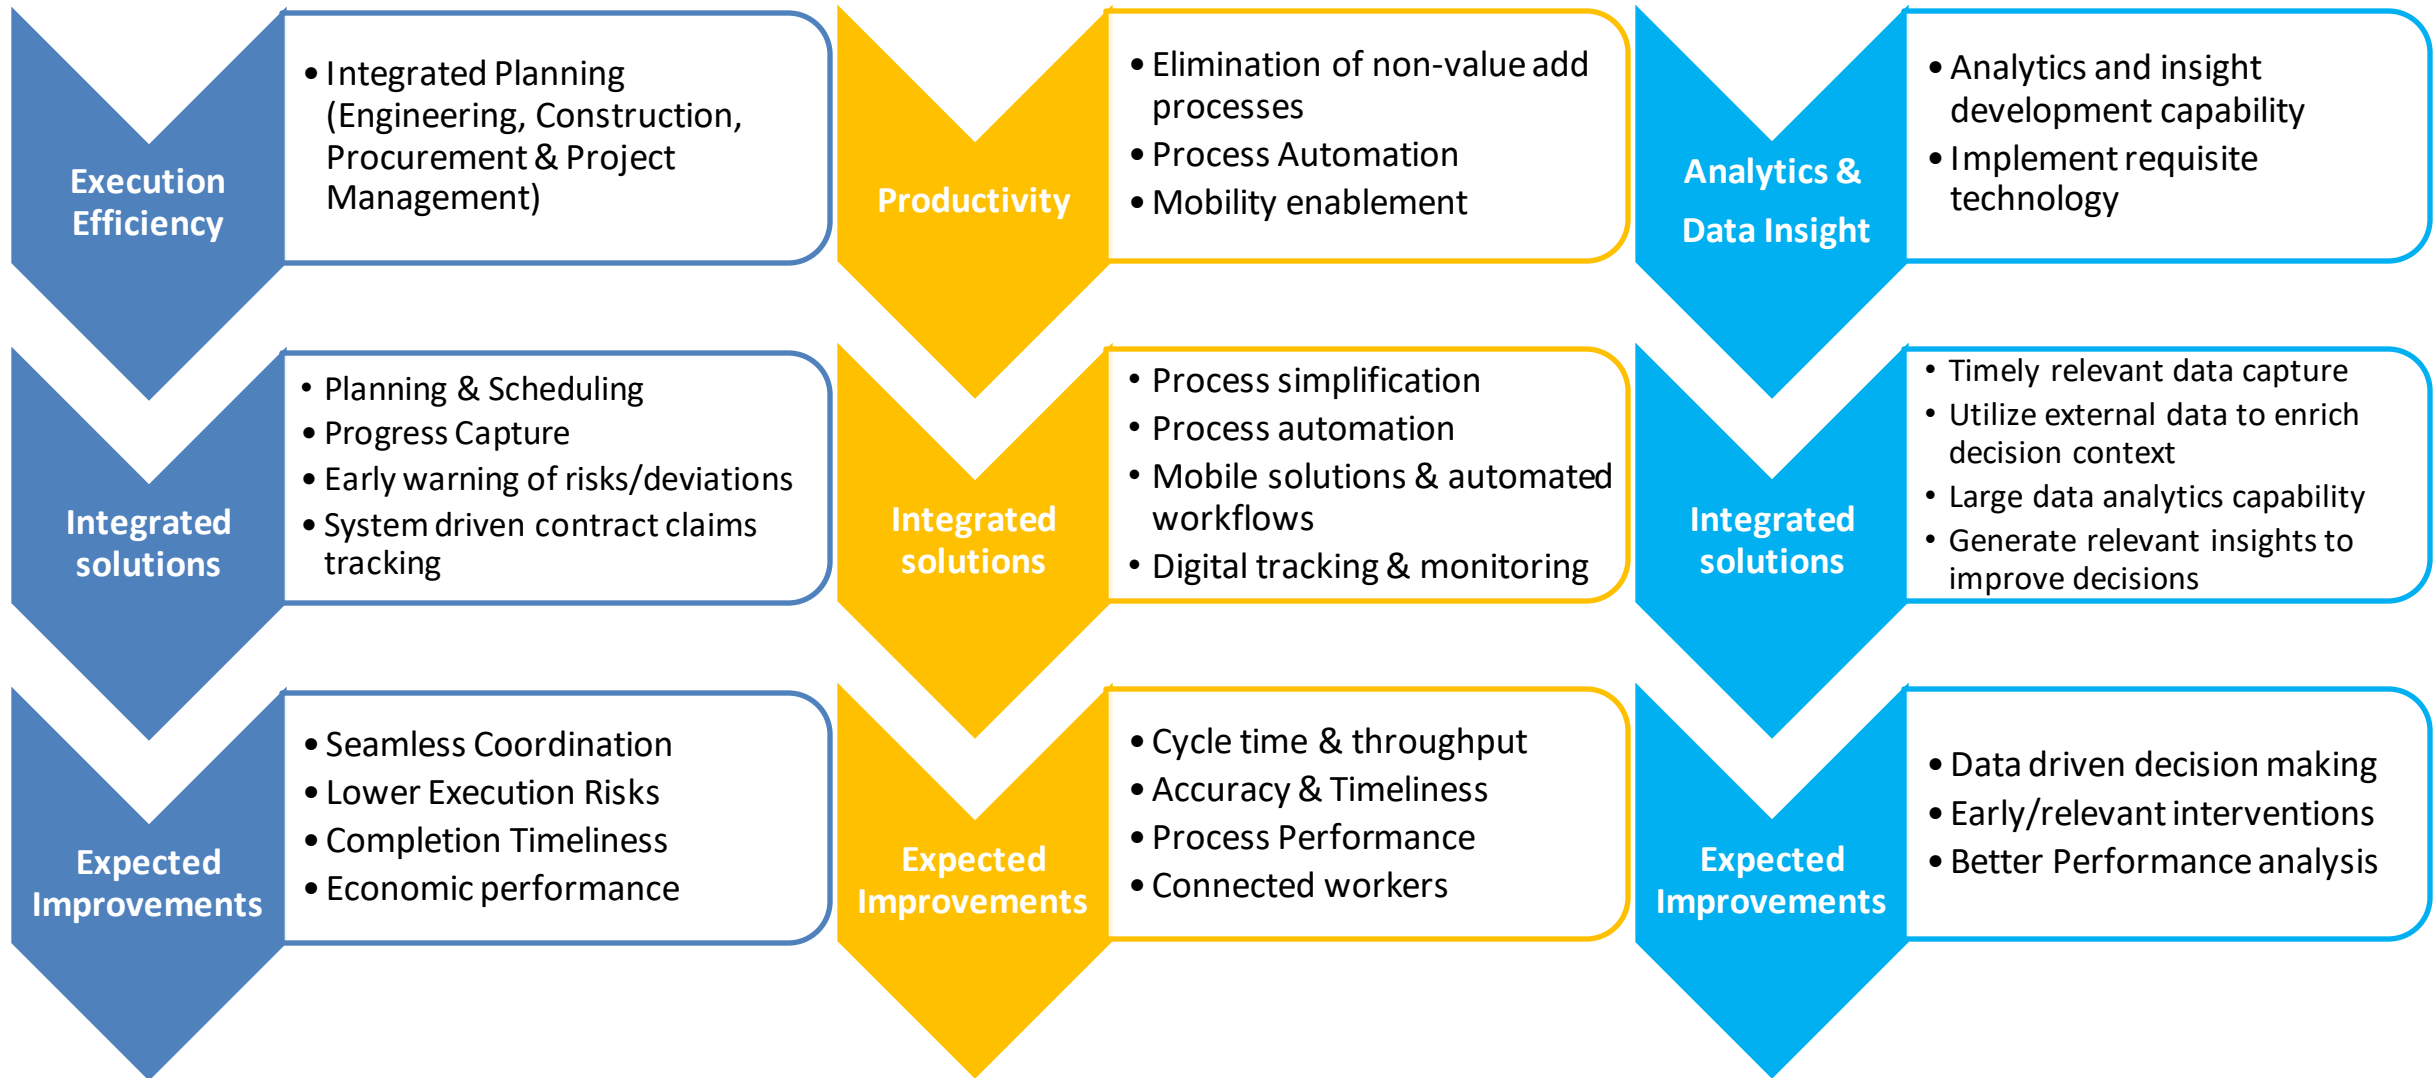 Execution
Efficiency
• Integrated Planning
(Engineering, Construction,
Procurement & Project
Management)
Integrated
solutions
• Planning & Scheduling
• Progress Capture
• Early warning of risks/deviations
• System driven contract claims
tracking
Expected
Improvements
• Seamless Coordination
• Lower Execution Risks
• Completion Timeliness
• Economic performance
Productivity
• Elimination of non-value add
processes
• Process Automation
• Mobility enablement
Integrated
solutions
• Process simplification
• Process automation
• Mobile solutions & automated
workflows
• Digital tracking & monitoring
Expected
Improvements
• Cycle time & throughput
• Accuracy & Timeliness
• Process Performance
• Connected workers
Analytics &
Data Insight
• Analytics and insight
development capability
• Implement requisite
technology
Integrated
solutions
• Timely relevant data capture
• Utilize external data to enrich
decision context
• Large data analytics capability
• Generate relevant insights to
improve decisions
Expected
Improvements
• Data driven decision making
• Early/relevant interventions
• Better Performance analysis